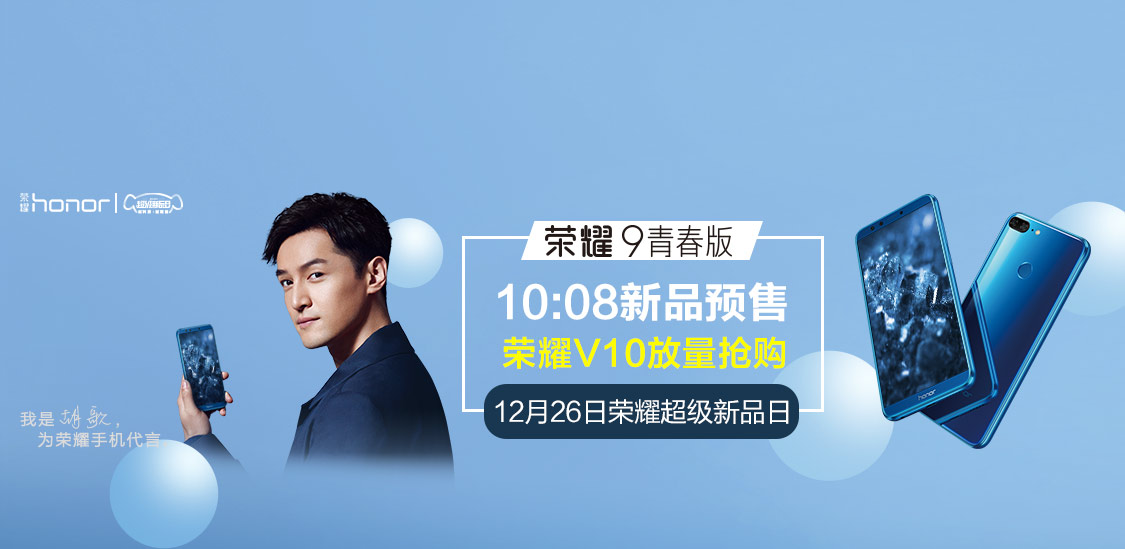 荣耀 honor
荣耀9青春版
10:08新品预售
荣耀V10放量抢购
12月26日荣耀超级新品日
我是胡歌，
为荣耀手机代言
honor